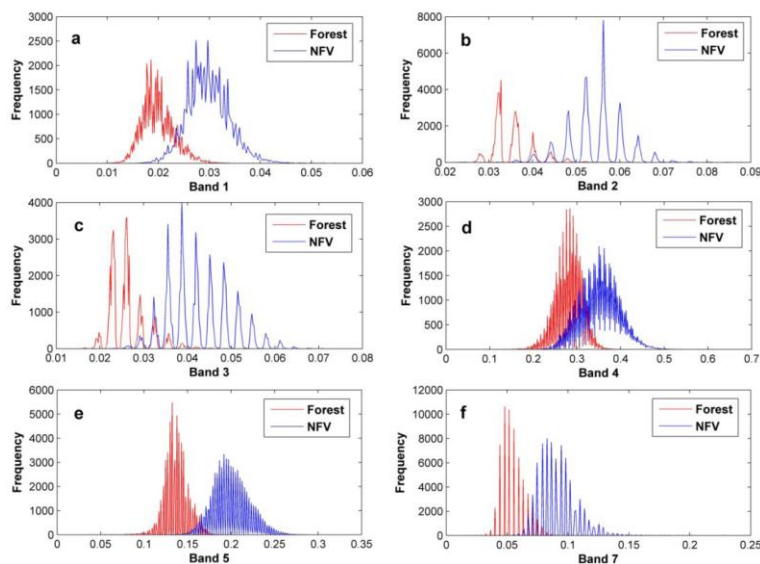 a
Forest
NFV
Frequency
3000
2500
2000
1500
1000
500
0
0 0.01 0.02 0.03 0.04 0.05 0.06
Band 1
b
Forest
NFV
Frequency
8000
6000
4000
2000
0
0.02 0.03 0.04 0.05 0.06 0.07 0.08 0.09
Band 2
c
Forest
NFV
Frequency
4000
3000
2000
1000
0
0.01 0.02 0.03 0.04 0.05 0.06 0.07 0.08
Band 3
d
Forest
NFV
Frequency
3000
2500
2000
1500
1000
500
0
0 0.1 0.2 0.3 0.4 0.5 0.6 0.7
Band 4
e
Forest
NFV
Frequency
6000
5000
4000
3000
2000
1000
0
0 0.05 0.1 0.15 0.2 0.25 0.3 0.35
Band 5
f
Forest
NFV
Frequency
12000
10000
8000
6000
4000
2000
0
0 0.05 0.1 0.15 0.2 0.25
Band 7